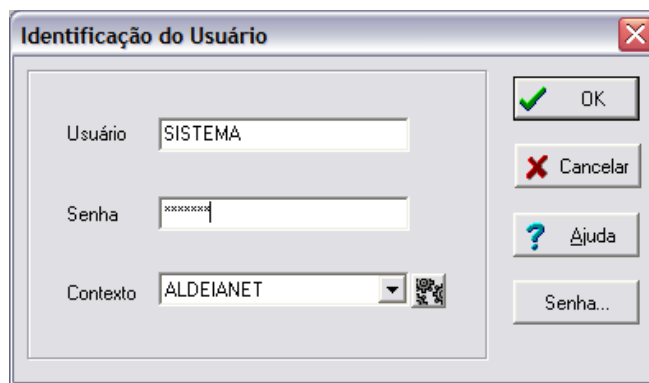 Identificação do Usuário
Usuário SISTEMA
Senha *******
Contexto ALDEIANET
OK
Cancelar
Ajuda
Senha...